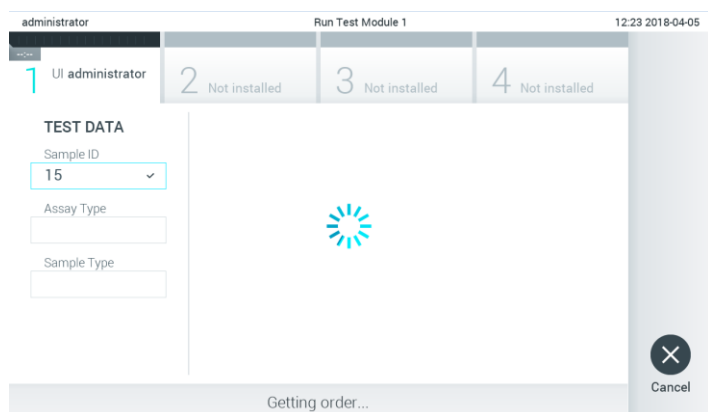 administrator Run Test Module 1 12:23 2018-04-05
--:--
1 UI administrator 2 Not installed 3 Not installed 4 Not installed
TEST DATA
Sample ID
15
Assay Type
Sample Type
Cancel
Getting order...